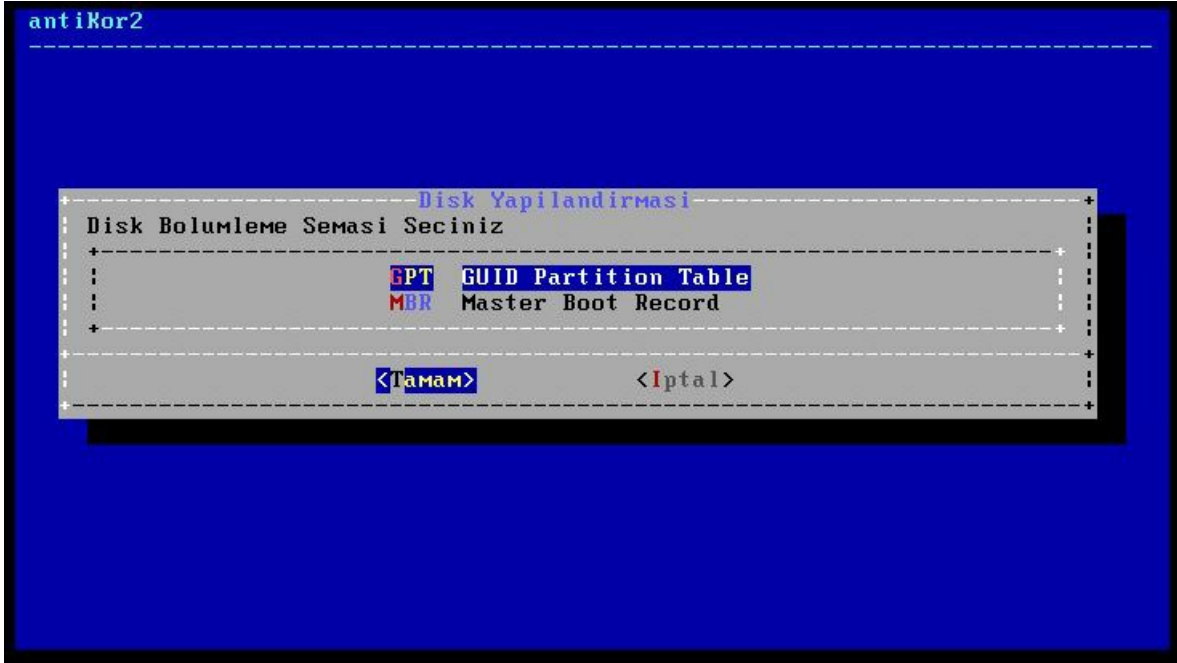 antiKor2
Disk Yapilandirmasi
Disk Bolumleme Semasi Seciniz
GPT GUID Partition Table
MBR Master Boot Record
<Tamam> <Iptal>